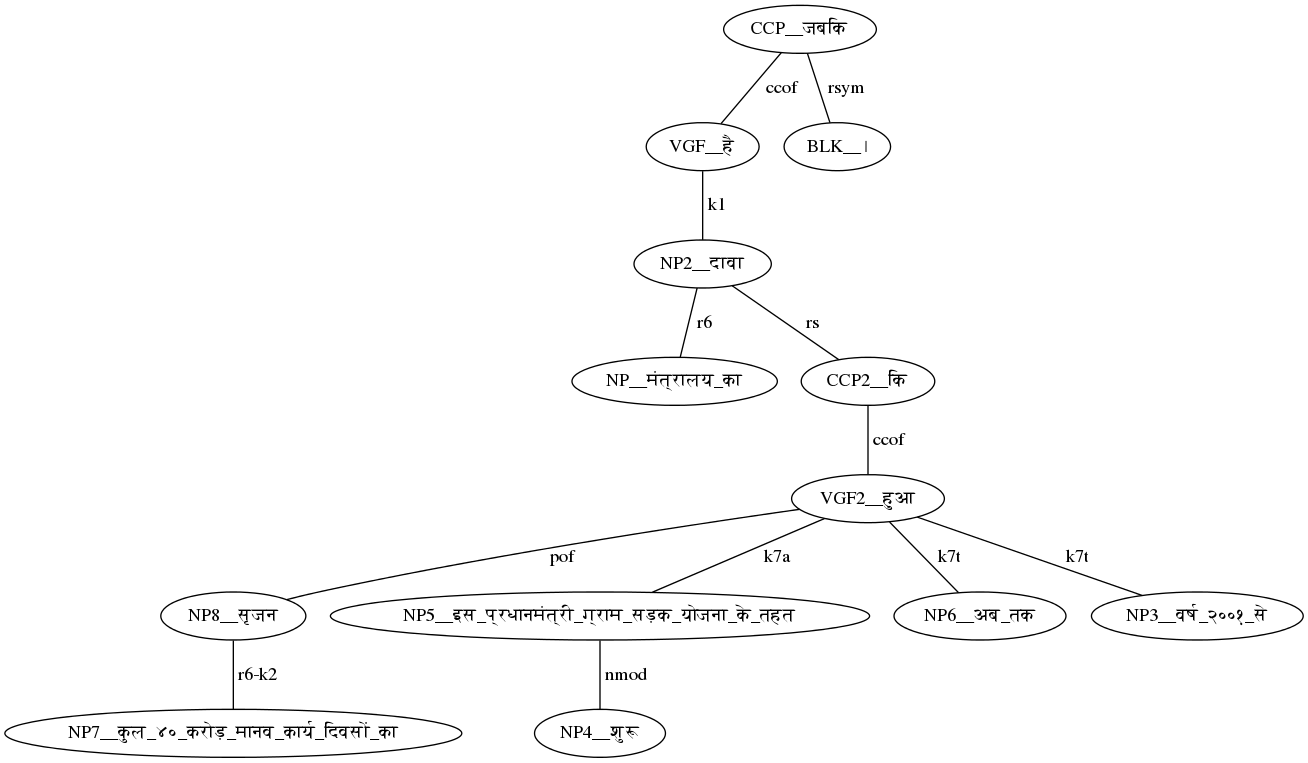 CCP__जबकि
ccof rsym
VGF__है BLK__।
k1
NP2__दावा
r6 rs
NP__मंत्रालय_का CCP2__कि
ccof
VGF2__हुआ
pof k7a k7t k7t
NP8__सृजन NP5__इस_प्रधानमंत्री_ग्राम_सड़क_योजना_के_तहत NP6__अब_तक NP3__वर्ष_२००१_से
r6-k2 nmod
NP7__कुल_४०_करोड़_मानव_कार्य_दिवसों_का NP4__शुरू